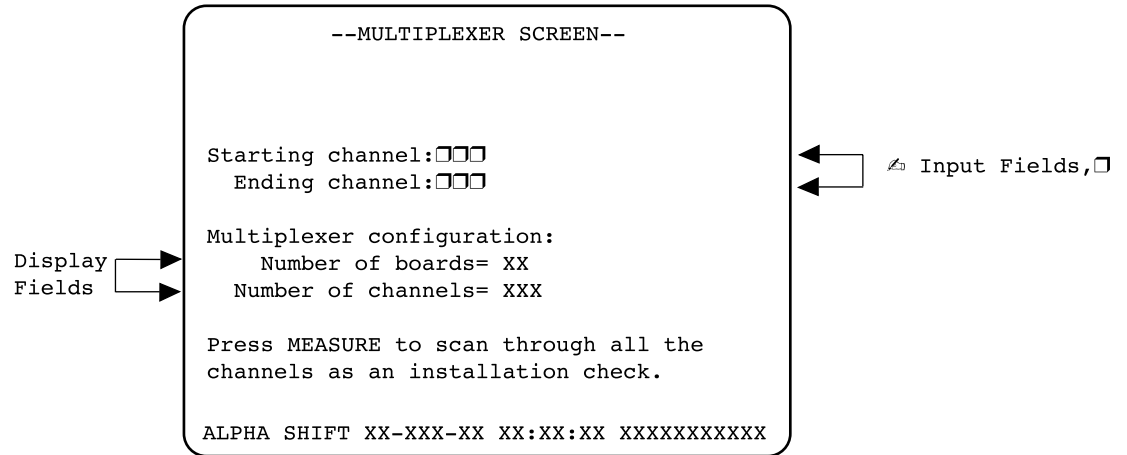 --MULTIPLEXER SCREEN--
Starting channel:❐❐❐
Ending channel:❐❐❐
✍ Input Fields,❐
Multiplexer configuration:
Number of boards= XX
Number of channels= XXX
Display
Fields
Press MEASURE to scan through all the
channels as an installation check.
ALPHA SHIFT XX-XXX-XX XX:XX:XX XXXXXXXXXXX